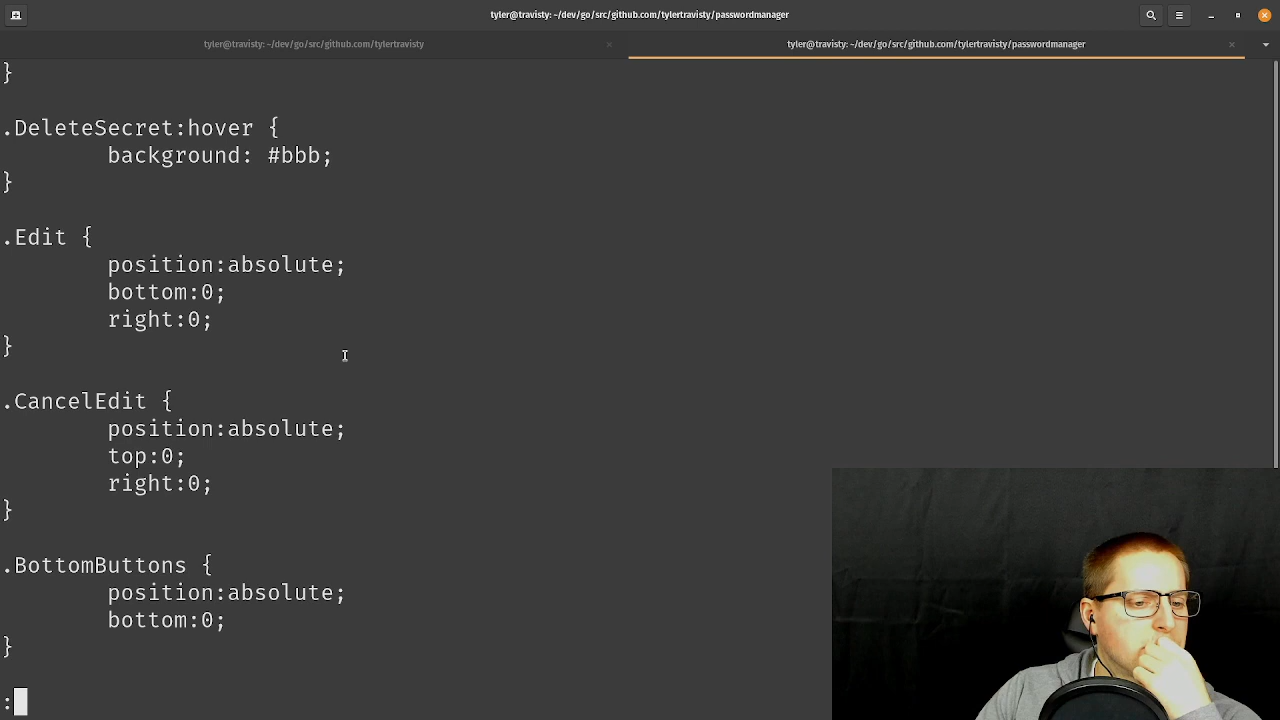 tyler@travisty: ~/dev/go/src/github.com/tylertravisty/passwordmanager
tyler@travisty: ~/dev/go/src/github.com/tylertravisty
tyler@travisty: ~/dev/go/src/github.com/tylertravisty/passwordmanager
}
.DeleteSecret:hover {
background: #bbb;
}
.Edit {
position:absolute;
bottom:0;
right:0;
}
.CancelEdit {
position:absolute;
top:0;
right:0;
}
.BottomButtons {
position:absolute;
bottom:0;
}
: